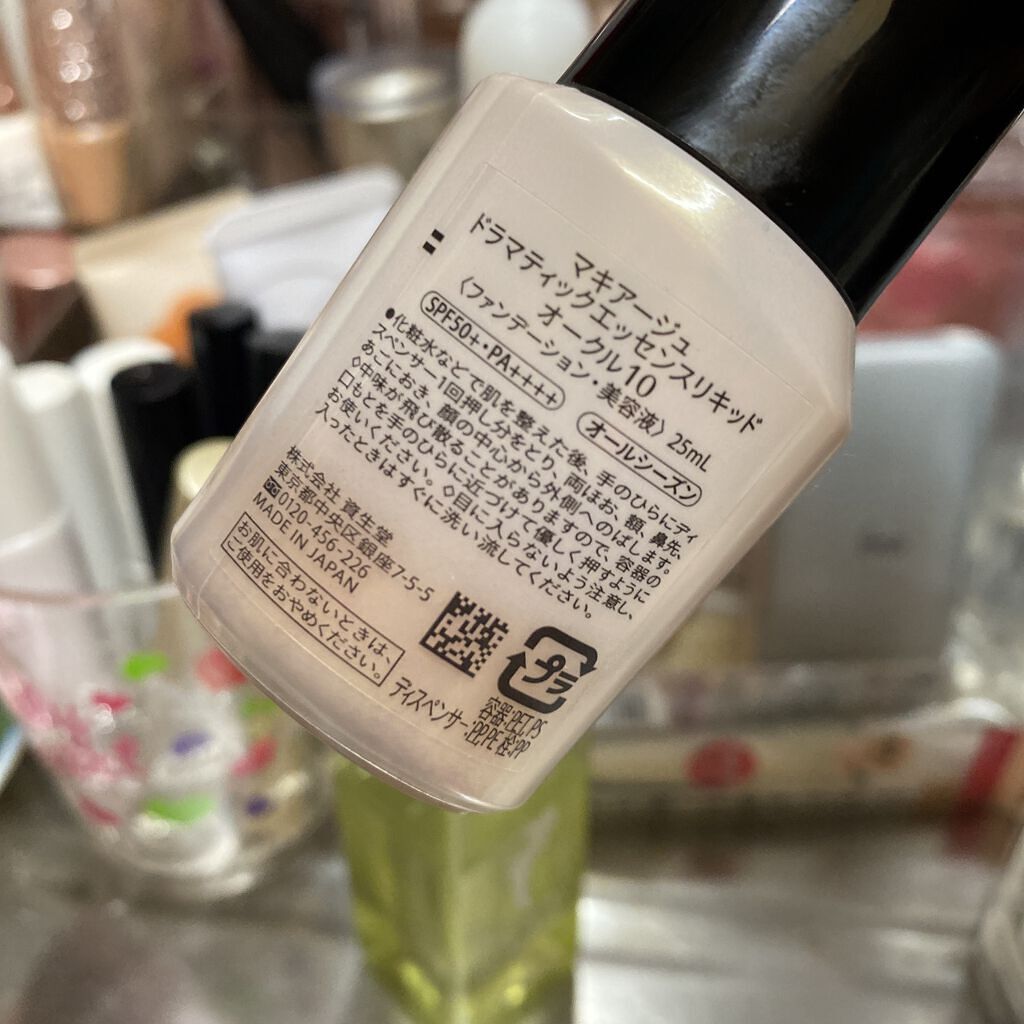 マキアージュ
ドラマティックエッセンスリキッド
オークル10
〈ファンデーション・美容液〉 25mL
SPF50+・PA++++ オールシーズン
●化粧水などで肌を整えた後、手のひらにディ
スペンサー1回押し分をとり、両ほお、額、鼻先、
あごにおき、顔の中心から外側へのばします。
◇中味が飛び散ることがありますので、容器の
口もとを手のひらに近づけて優しく押すように
お使いください。◇目に入らないよう注意し、
入ったときはすぐに洗い流してください。
株式会社 資生堂
東京都中央区銀座7-5-5
0120-456-226
MADE IN JAPAN
お肌に合わないときは、
ご使用をおやめください。
プラ
容器:PET,PS
ディスペンサー:PP,PE 栓:PP